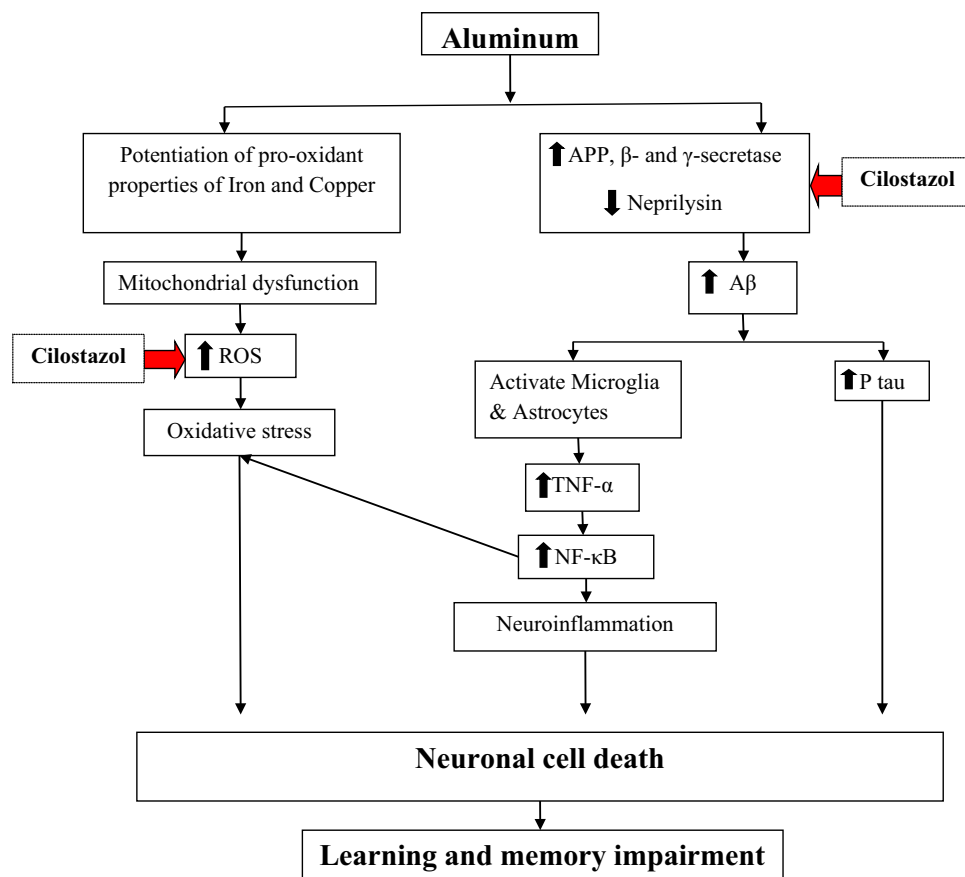 Aluminum
Potentiation of pro-oxidant
properties of Iron and Copper
APP, β- and γ-secretase
Neprilysin
Cilostazol
Mitochondrial dysfunction
Aβ
Cilostazol
ROS
Activate Microglia
& Astrocytes
P tau
Oxidative stress
TNF-α
NF-κB
Neuroinflammation
Neuronal cell death
Learning and memory impairment